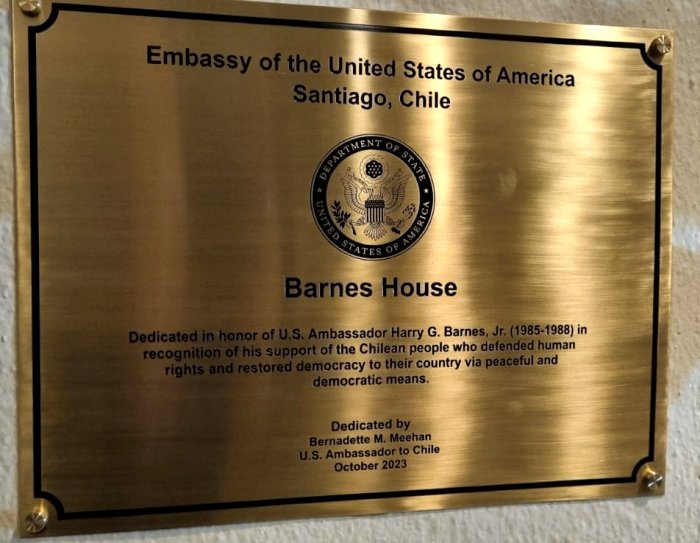 Embassy of the United States of America
Santiago, Chile
DEPARTMENT OF STATE
UNITED STATES OF AMERICA
Barnes House
Dedicated in honor of U.S. Ambassador Harry G. Barnes, Jr. (1985-1988) in
recognition of his support of the Chilean people who defended human
rights and restored democracy to their country via peaceful and
democratic means.
Dedicated by
Bernadette M. Meehan
U.S. Ambassador to Chile
October 2023